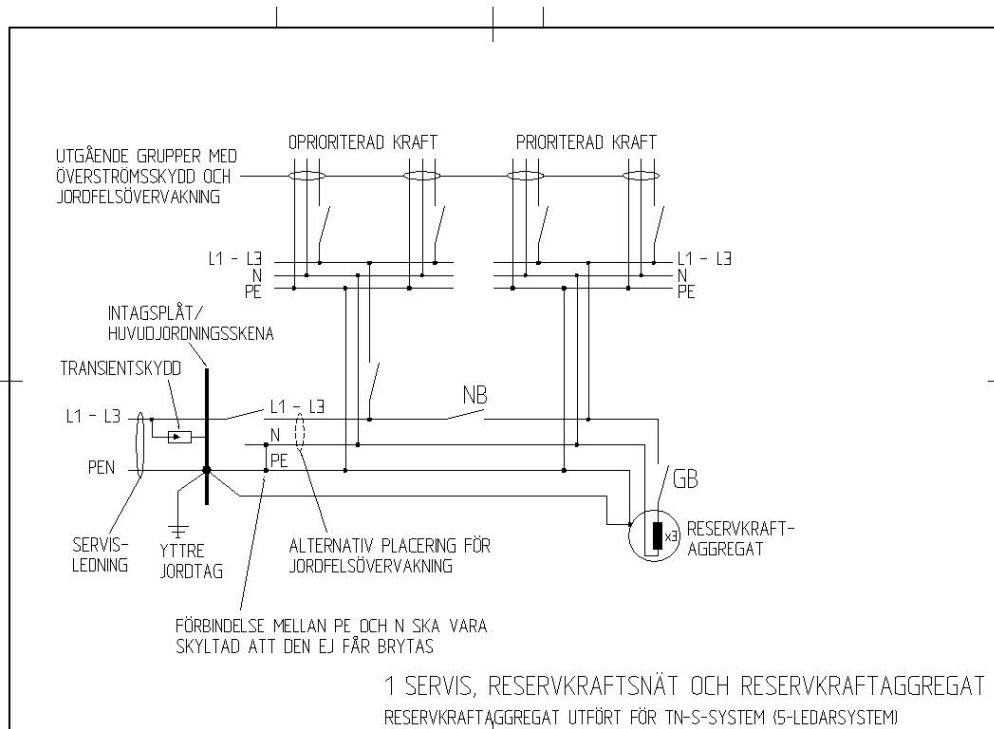 OPRIORITERAD KRAFT
PRIORITERAD KRAFT
UTGÅENDE GRUPPER MED
ÖVERSTRÖMSSKYDD OCH
JORDFELSÖVERVAKNING
L1 - L3
N
PE
L1 - L3
N
PE
INTAGSPLÅT/
HUVUDJORDNINGSSKENA
TRANSIENTSKYDD
L1 - L3
L1 - L3
NB
N
PEN
PE
GB
SERVIS-
LEDNING
YTTRE
JORDTAG
ALTERNATIV PLACERING FÖR
JORDFELSÖVERVAKNING
x3
RESERVKRAFT-
AGGREGAT
FÖRBINDELSE MELLAN PE OCH N SKA VARA
SKYLTAD ATT DEN EJ FÅR BRYTAS
1 SERVIS, RESERVKRAFTSNÄT OCH RESERVKRAFTAGGREGAT
RESERVKRAFTAGGREGAT UTFÖRT FÖR TN-S-SYSTEM (5-LEDARSYSTEM)